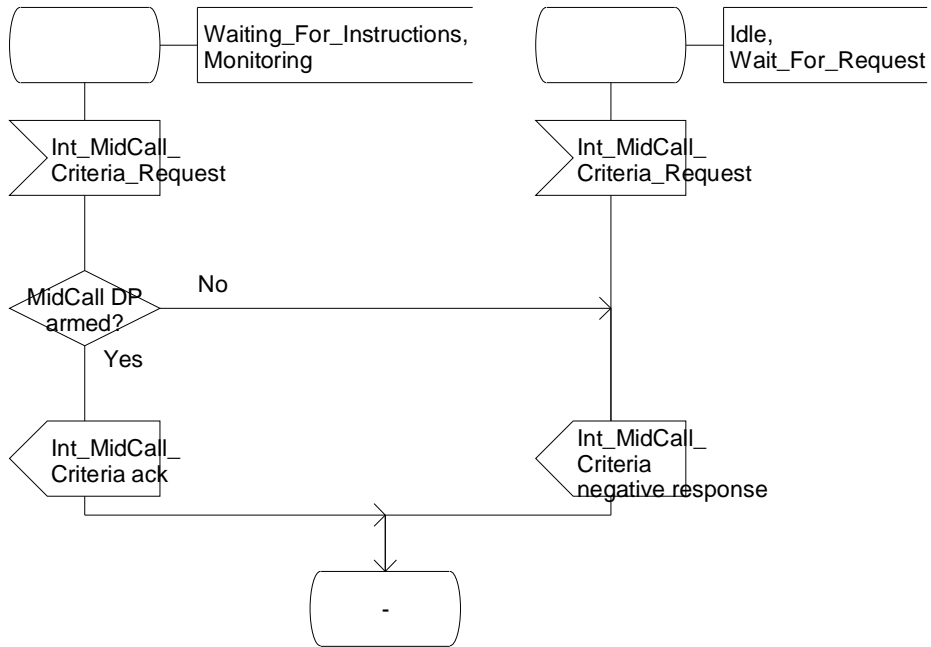 Waiting_For_Instructions,
Monitoring
Idle,
Wait_For_Request
Int_MidCall_
Criteria_Request
Int_MidCall_
Criteria_Request
MidCall DP
armed?
No
Yes
Int_MidCall_
Criteria ack
Int_MidCall_
Criteria
negative response
-